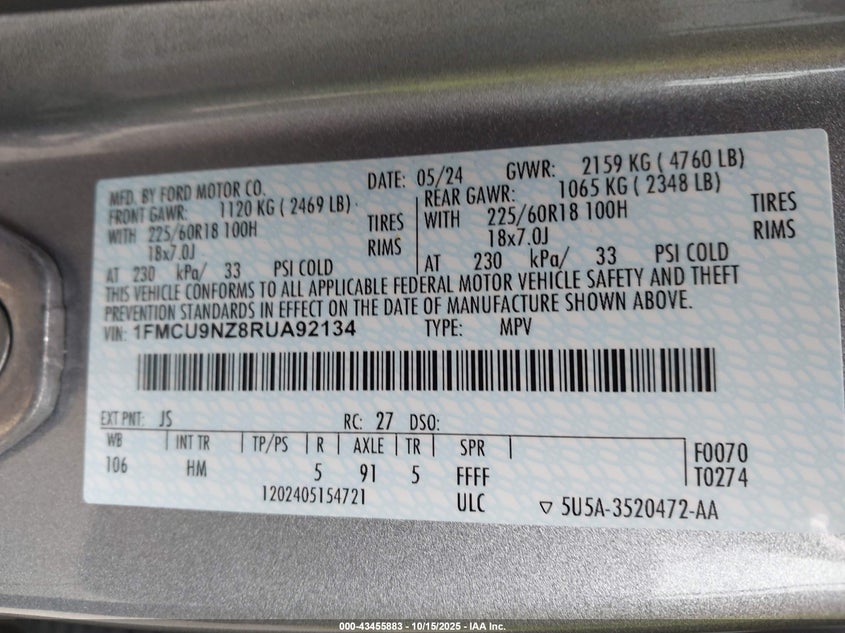 MFD. BY FORD MOTOR CO. DATE: 05/24 GVWR: 2159 KG ( 4760 LB)
FRONT GAWR: 1120 KG ( 2469 LB) REAR GAWR: 1065 KG ( 2348 LB)
WITH 225/60R18 100H TIRES WITH 225/60R18 100H TIRES
18x7.0J RIMS 18x7.0J RIMS
AT 230 kPa/ 33 PSI COLD AT 230 kPa/ 33 PSI COLD
THIS VEHICLE CONFORMS TO ALL APPLICABLE FEDERAL MOTOR VEHICLE SAFETY AND THEFT
PREVENTION STANDARDS IN EFFECT ON THE DATE OF MANUFACTURE SHOWN ABOVE.
VIN: 1FMCU9NZ8RUA92134 TYPE: MPV
EXT PNT: JS RC: 27 DSO:
WB | INT TR | TP/PS | R | AXLE | TR | SPR | F0070
106 HM 5 91 5 FFFF T0274
1202405154721 ULC ▽ 5U5A-3520472-AA
000-43455883 - 10/15/2025 - IAA Inc.